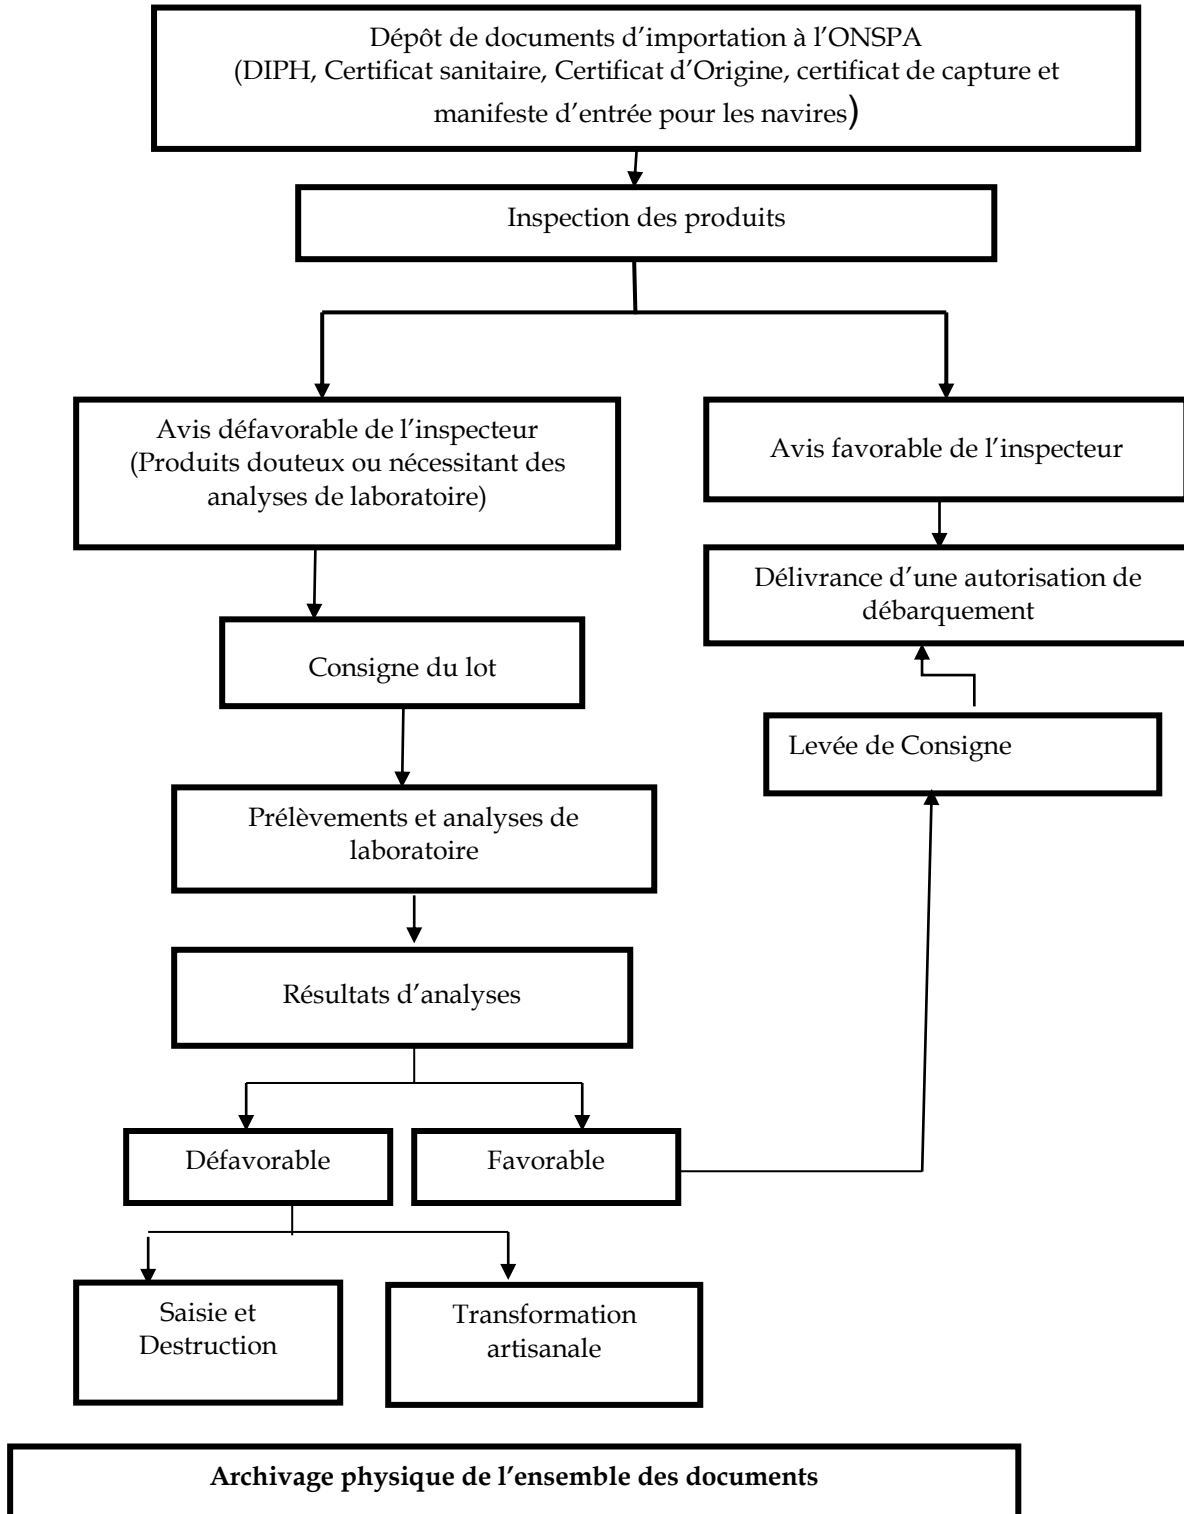 Dépôt de documents d’importation à l’ONSPA
(DIPH, Certificat sanitaire, Certificat d’Origine, certificat de capture et
manifeste d’entrée pour les navires)
Inspection des produits
Avis défavorable de l’inspecteur
(Produits douteux ou nécessitant des
analyses de laboratoire)
Avis favorable de l’inspecteur
Délivrance d’une autorisation de
débarquement
Consigne du lot
Levée de Consigne
Prélèvements et analyses de
laboratoire
Résultats d’analyses
Défavorable
Favorable
Saisie et
Destruction
Transformation
artisanale
Archivage physique de l’ensemble des documents